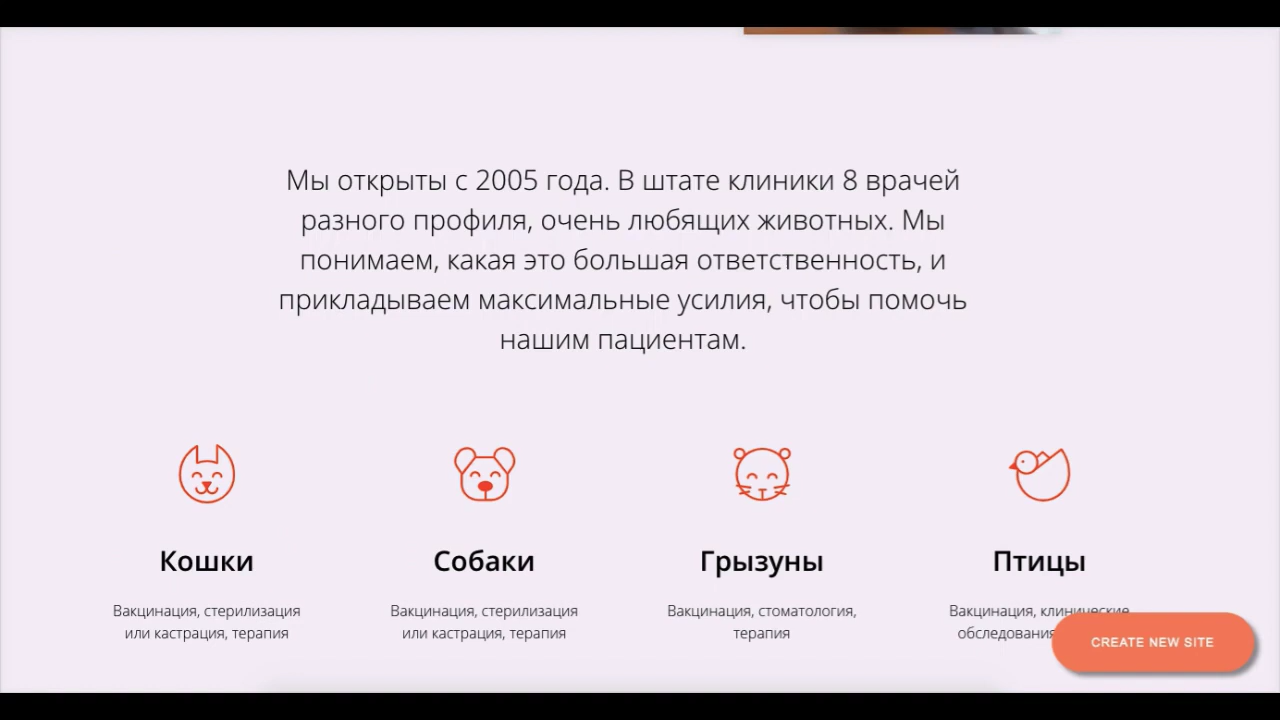 Мы открыты с 2005 года. В штате клиники 8 врачей
разного профиля, очень любящих животных. Мы
понимаем, какая это большая ответственность, и
прикладываем максимальные усилия, чтобы помочь
нашим пациентам.
Кошки
Вакцинация, стерилизация
или кастрация, терапия
Собаки
Вакцинация, стерилизация
или кастрация, терапия
Грызуны
Вакцинация, стоматология,
терапия
Птицы
Вакцинация, клинические
обследования
CREATE NEW SITE